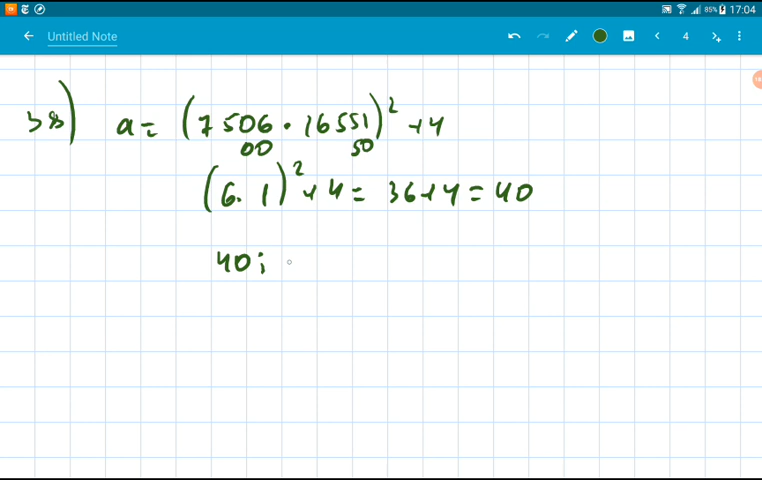 85% 17:04
Untitled Note
4
38) a = (7506 · 16551)² + 4
00 50
(6 · 1)² + 4 = 36 + 4 = 40
40 :